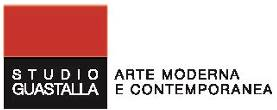 STUDIO
GUASTALLA
ARTE MODERNA
E CONTEMPORANEA